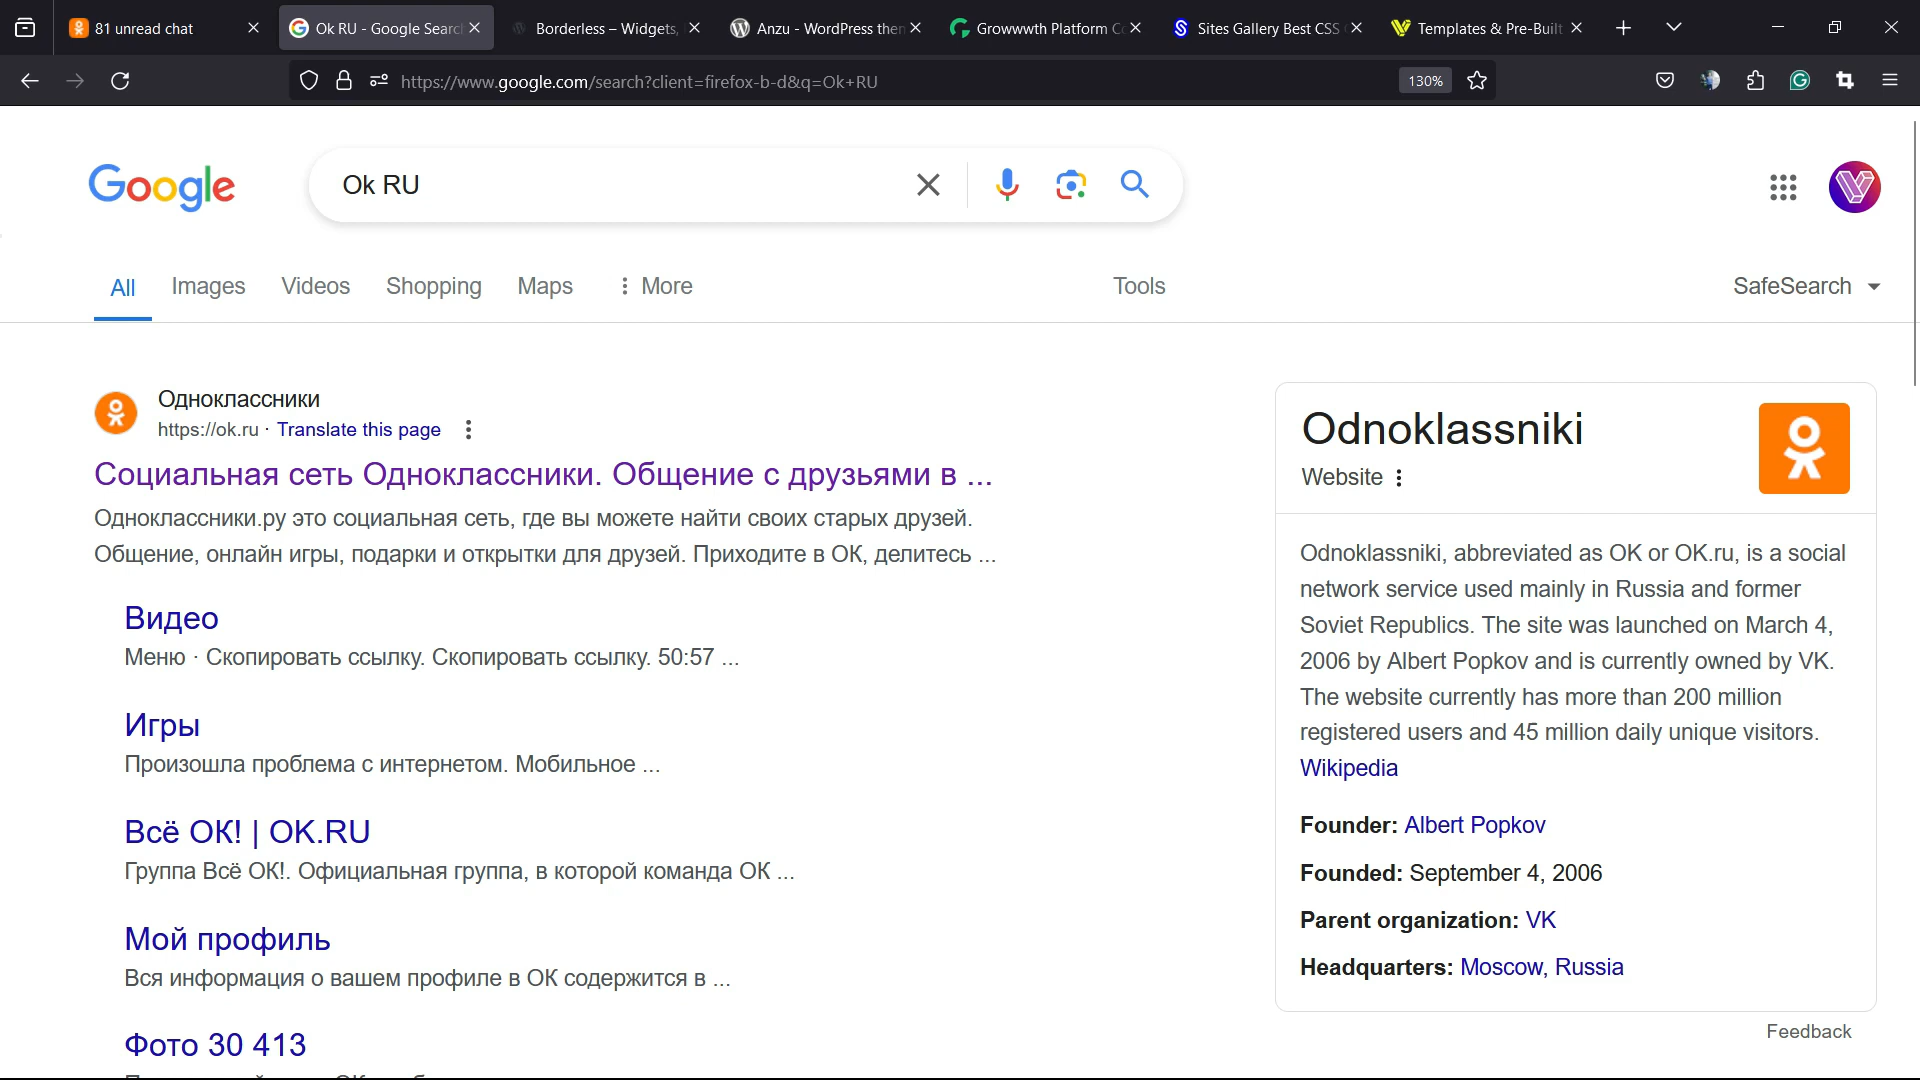 81 unread chat
Ok RU - Google Searc
Borderless – Widgets,
Anzu - WordPress then
Growwwth Platform C
Sites Gallery Best CSS
Templates & Pre-Built
https://www.google.com/search?client=firefox-b-d&q=Ok+RU
130%
Google
Ok RU
All
Images
Videos
Shopping
Maps
More
Tools
SafeSearch
Одноклассники
https://ok.ru · Translate this page
Социальная сеть Одноклассники. Общение с друзьями в ...
Одноклассники.ру это социальная сеть, где вы можете найти своих старых друзей.
Общение, онлайн игры, подарки и открытки для друзей. Приходите в ОК, делитесь ...
Видео
Меню · Скопировать ссылку. Скопировать ссылку. 50:57 ...
Игры
Произошла проблема с интернетом. Мобильное ...
Всё ОК! | OK.RU
Группа Всё ОК!. Официальная группа, в которой команда ОК ...
Мой профиль
Вся информация о вашем профиле в ОК содержится в ...
Фото 30 413
Odnoklassniki
Website
Odnoklassniki, abbreviated as OK or OK.ru, is a social
network service used mainly in Russia and former
Soviet Republics. The site was launched on March 4,
2006 by Albert Popkov and is currently owned by VK.
The website currently has more than 200 million
registered users and 45 million daily unique visitors.
Wikipedia
Founder: Albert Popkov
Founded: September 4, 2006
Parent organization: VK
Headquarters: Moscow, Russia
Feedback